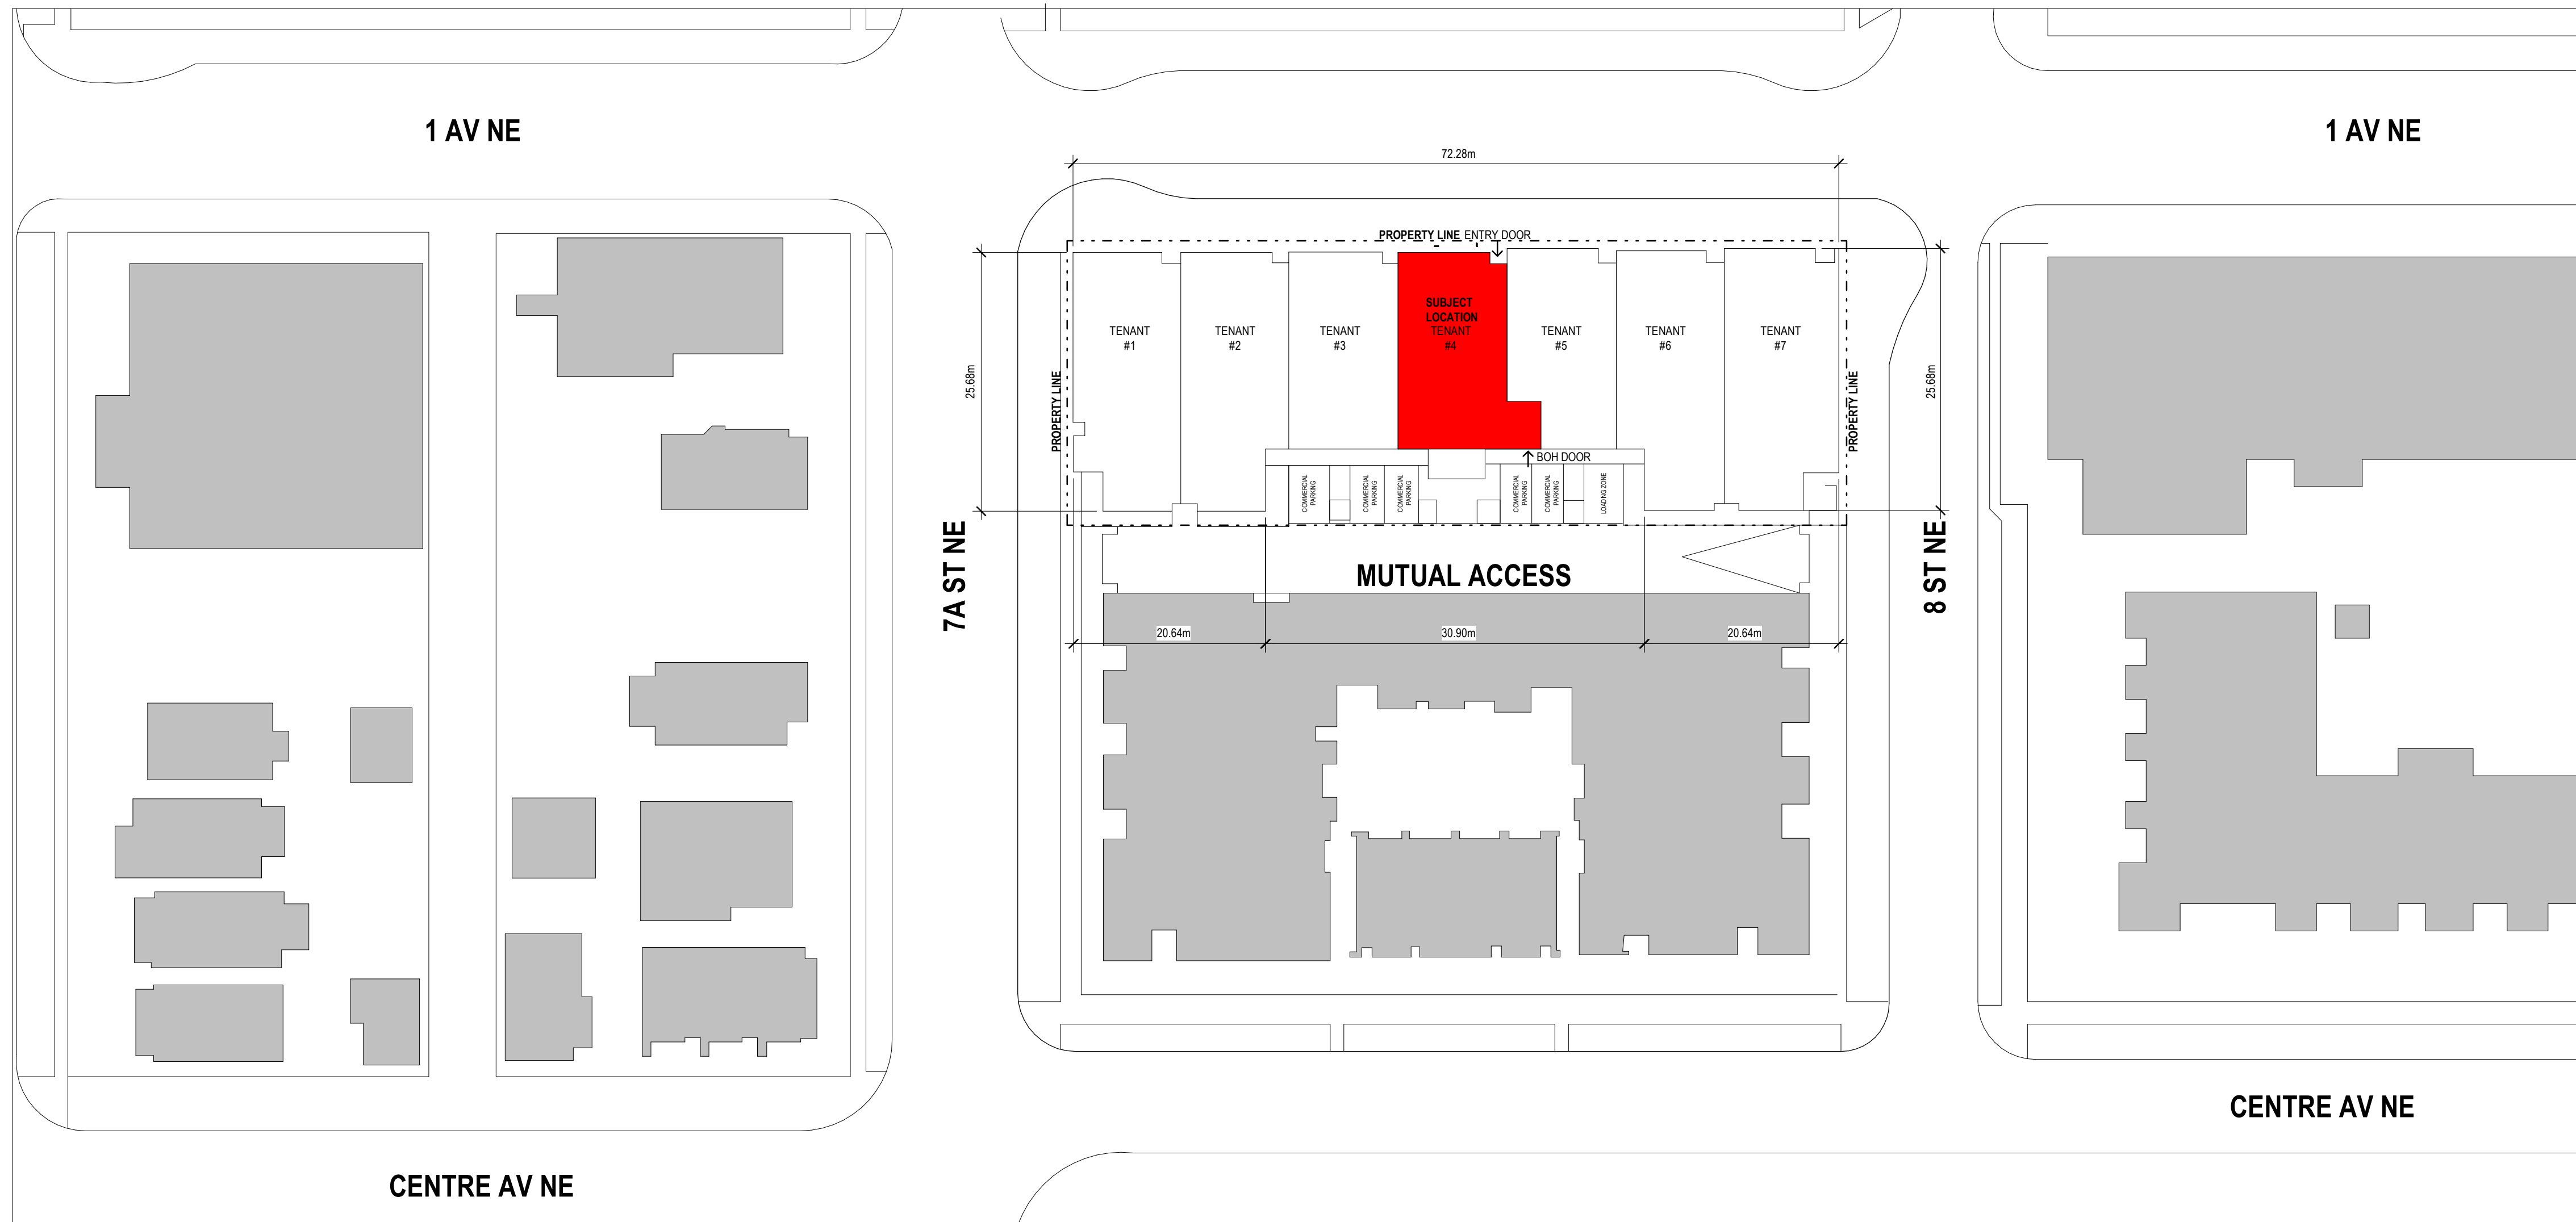 1 AV NE
1 AV NE
72.28m
PROPERTY LINE ENTRY DOOR
25.68m
PROPERTY LINE
TENANT
#1
TENANT
#2
TENANT
#3
SUBJECT
LOCATION
TENANT
#4
TENANT
#5
TENANT
#6
TENANT
#7
PROPERTY LINE
25.68m
BOH DOOR
COMMERCIAL
PARKING
COMMERCIAL
PARKING
COMMERCIAL
PARKING
COMMERCIAL
PARKING
COMMERCIAL
PARKING
LOADING ZONE
7A ST NE
MUTUAL ACCESS
8 ST NE
20.64m
30.90m
20.64m
CENTRE AV NE
CENTRE AV NE